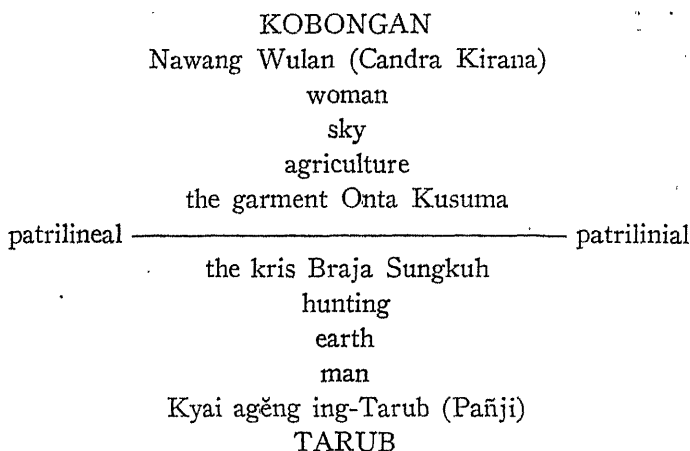 KOBONGAN
Nawang Wulan (Candra Kirana)
woman
sky
agriculture
the garment Onta Kusuma
patrilineal ——————————— patrilinial
the kris Braja Sungkuh
hunting
earth
man
Kyai agĕng ing-Tarub (Pañji)
TARUB